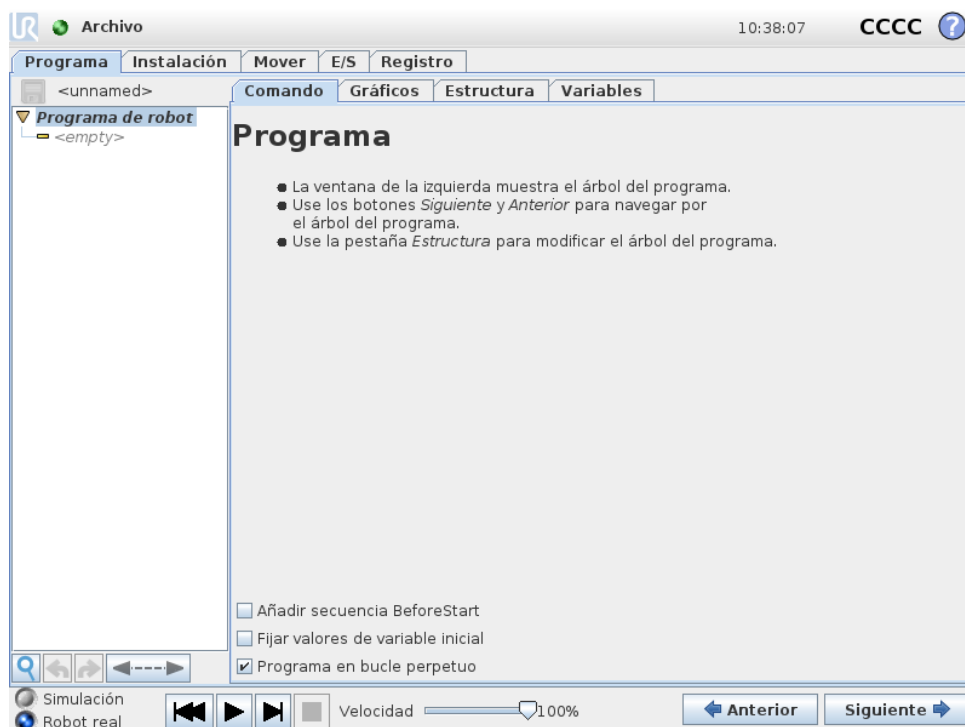 UR Archivo 10:38:07 CCCC ?
Programa Instalación Mover E/S Registro
<unnamed> Comando Gráficos Estructura Variables
Programa de robot
<empty>
Programa
La ventana de la izquierda muestra el árbol del programa.
Use los botones Siguiente y Anterior para navegar por
el árbol del programa.
Use la pestaña Estructura para modificar el árbol del programa.
Añadir secuencia BeforeStart
Fijar valores de variable inicial
Programa en bucle perpetuo
Simulación
Robot real
Velocidad 100% Anterior Siguiente